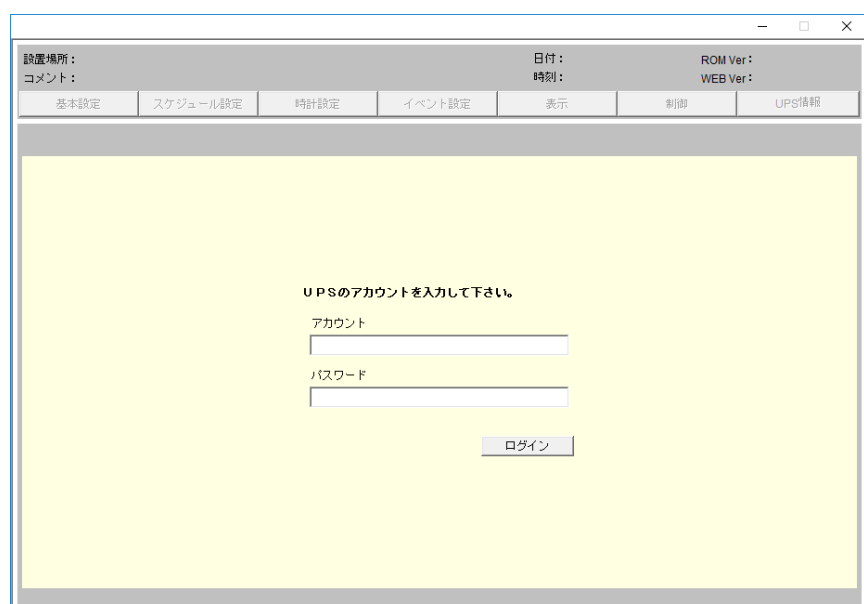 設置場所： 日付： ROM Ver：
コメント： 時刻： WEB Ver：
基本設定 スケジュール設定 時計設定 イベント設定 表示 制御 UPS情報
ＵＰＳのアカウントを入力して下さい。
アカウント
パスワード
ログイン